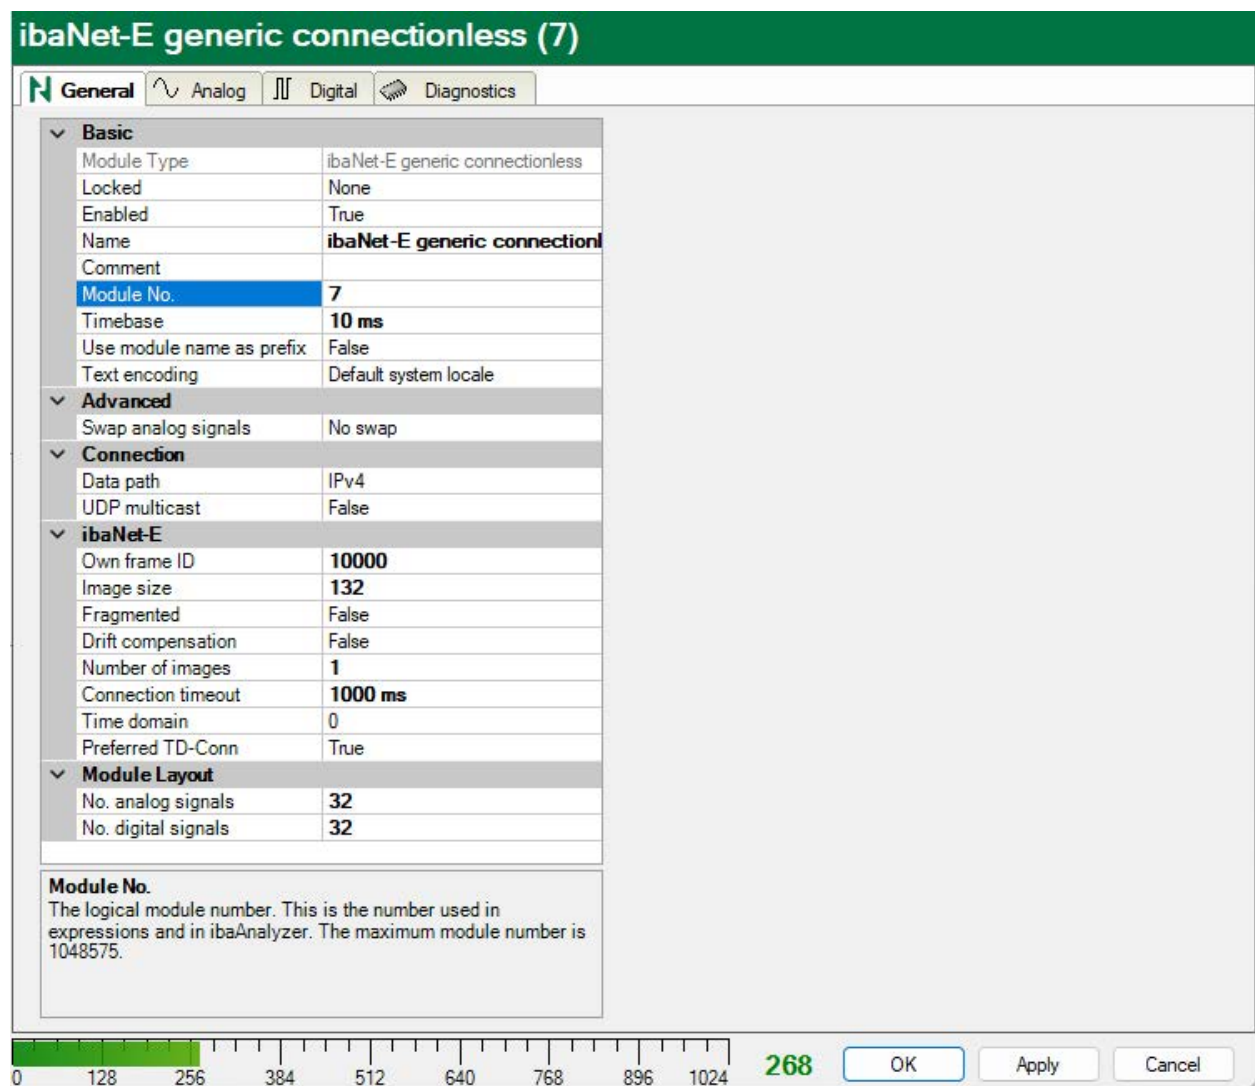 ibaNet-E generic connectionless (7)
General Analog Digital Diagnostics
Basic
Module Type ibaNet-E generic connectionless
Locked None
Enabled True
Name ibaNet-E generic connectionl
Comment
Module No. 7
Timebase 10 ms
Use module name as prefix False
Text encoding Default system locale
Advanced
Swap analog signals No swap
Connection
Data path IPv4
UDP multicast False
ibaNet-E
Own frame ID 10000
Image size 132
Fragmented False
Drift compensation False
Number of images 1
Connection timeout 1000 ms
Time domain 0
Preferred TD-Conn True
Module Layout
No. analog signals 32
No. digital signals 32
Module No.
The logical module number. This is the number used in
expressions and in ibaAnalyzer. The maximum module number is
1048575.
0 128 256 384 512 640 768 896 1024 268 OK Apply Cancel